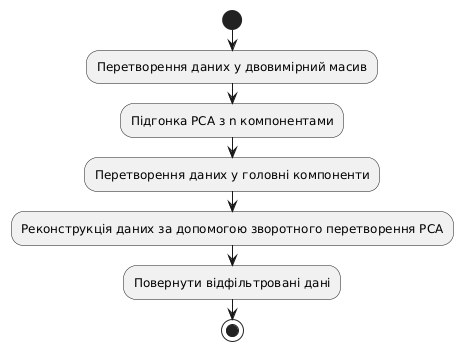 Перетворення даних у двовимірний масив
Підгонка PCA з n компонентами
Перетворення даних у головні компоненти
Реконструкція даних за допомогою зворотного перетворення PCA
Повернути відфільтровані дані